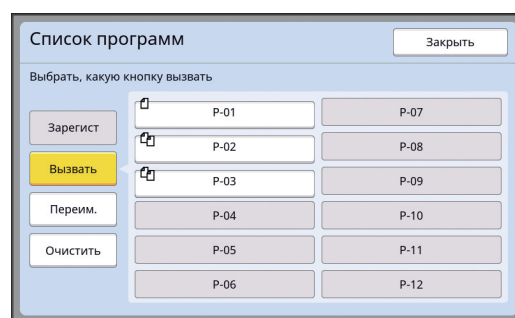 Список программ
Закрыть
Выбрать, какую кнопку вызвать
Зарегист
Вызвать
Переим.
Очистить
P-01
P-02
P-03
P-04
P-05
P-06
P-07
P-08
P-09
P-10
P-11
P-12